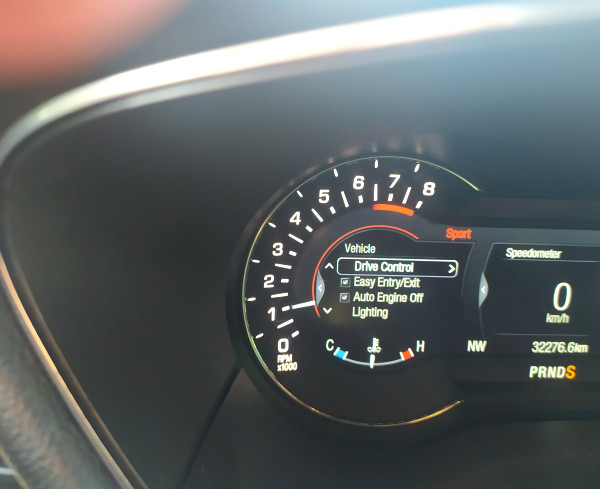 8
7
6
5
4
3
2
1
0
RPM
x1000
Sport
Vehicle
Drive Control
Easy Entry/Exit
Auto Engine Off
Lighting
C H
Speedometer
0
km/h
NW 32276.6km
PRNDS